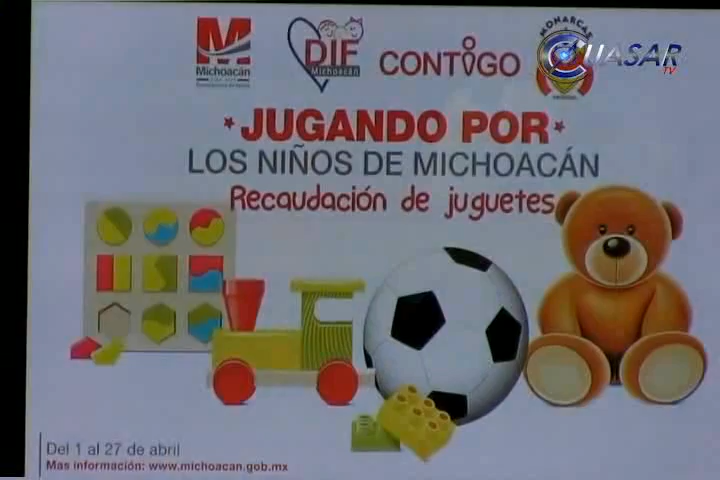 Michoacán
DIF
Michoacán
CONTIGO
MONARCAS
CUASAR
TV
JUGANDO POR
LOS NIÑOS DE MICHOACÁN
Recaudación de juguetes
Del 1 al 27 de abril
Mas información: www.michoacan.gob.mx